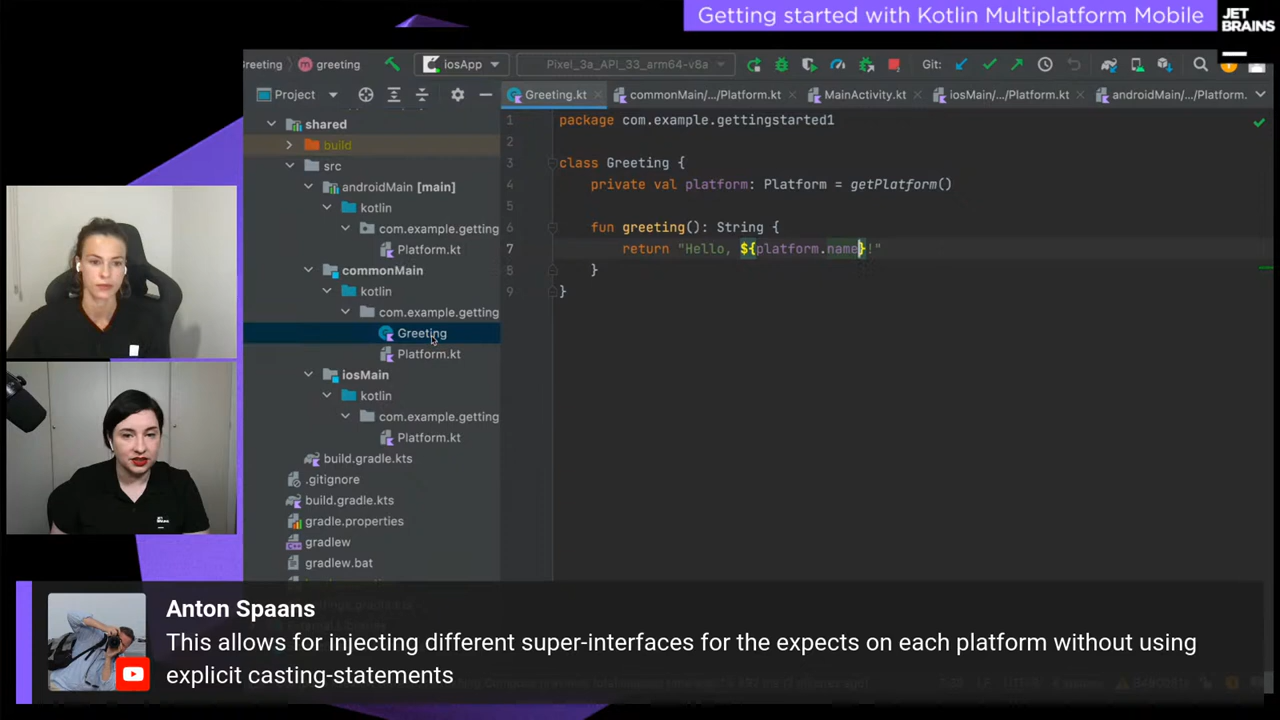 Getting started with Kotlin Multiplatform Mobile
JET
BRAINS
Greeting
greeting
iosApp
Pixel_3a_API_33_arm64-v8a
Git:
Project
Greeting.kt
commonMain/.../Platform.kt
MainActivity.kt
iosMain/.../Platform.kt
androidMain/.../Platform.
shared
build
src
androidMain [main]
kotlin
com.example.getting
Platform.kt
commonMain
kotlin
com.example.getting
Greeting
Platform.kt
iosMain
kotlin
com.example.getting
Platform.kt
build.gradle.kts
.gitignore
build.gradle.kts
gradle.properties
gradlew
gradlew.bat
1 package com.example.gettingstarted1
2
3 class Greeting {
4 private val platform: Platform = getPlatform()
5
6 fun greeting(): String {
7 return "Hello, ${platform.name}!"
8 }
9 }
Anton Spaans
This allows for injecting different super-interfaces for the expects on each platform without using
explicit casting-statements